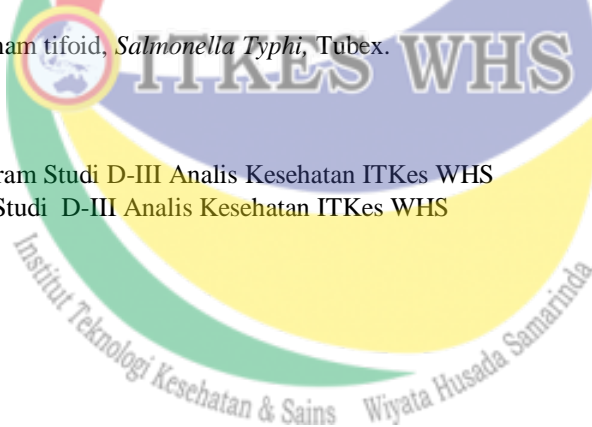 am tifoid, Salmonella Typhi, Tubex.
ITKES WHS
ram Studi D-III Analis Kesehatan ITKes WHS
Studi D-III Analis Kesehatan ITKes WHS
Institut Teknologi Kesehatan & Sains Wiyata Husada Samarinda